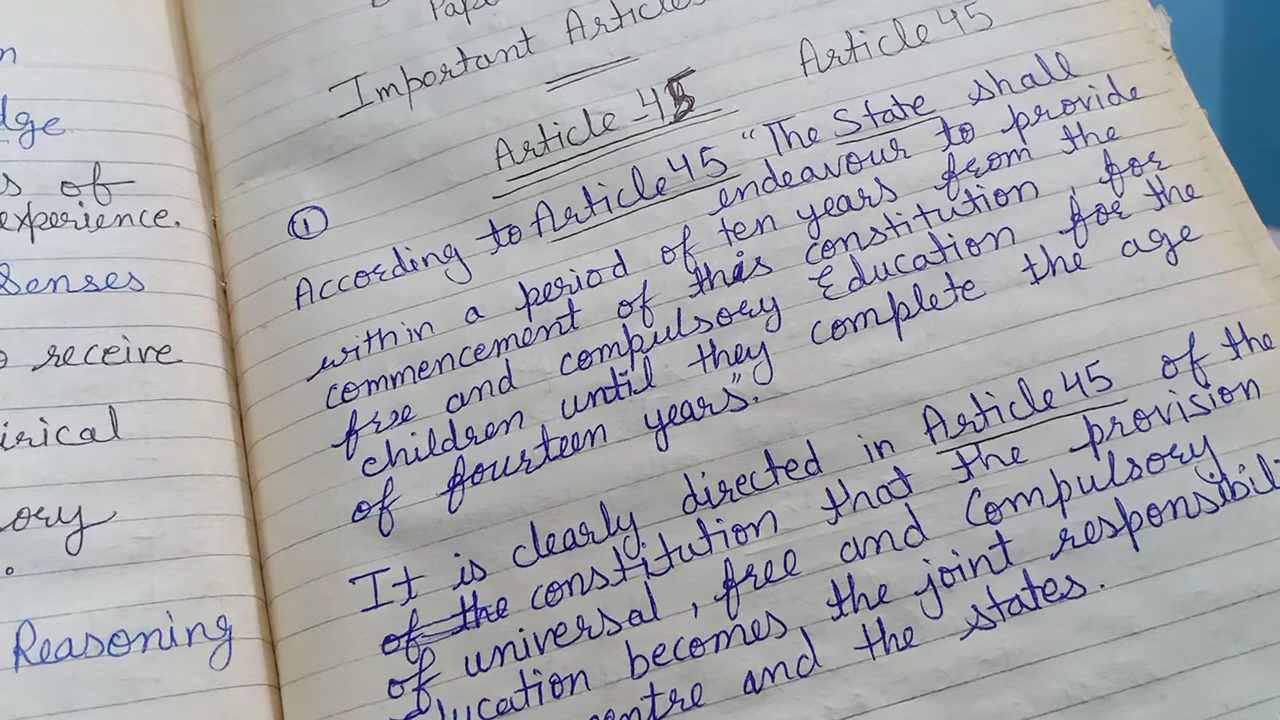 n
dge
s of
experience.
Senses
receive
irical
ory
Reasoning
Important Articles
Article-45
Article 45
①
According to Article 45 "The State shall
endeavour to provide
within a period of ten years from the
commencement of this constitution, for
free and compulsory Education for the
children until they complete the age
of fourteen years".
It is clearly directed in Article 45 of the
of the constitution that the provision
of universal, free and Compulsory
ucation becomes, the joint responsibili
entre and the states.